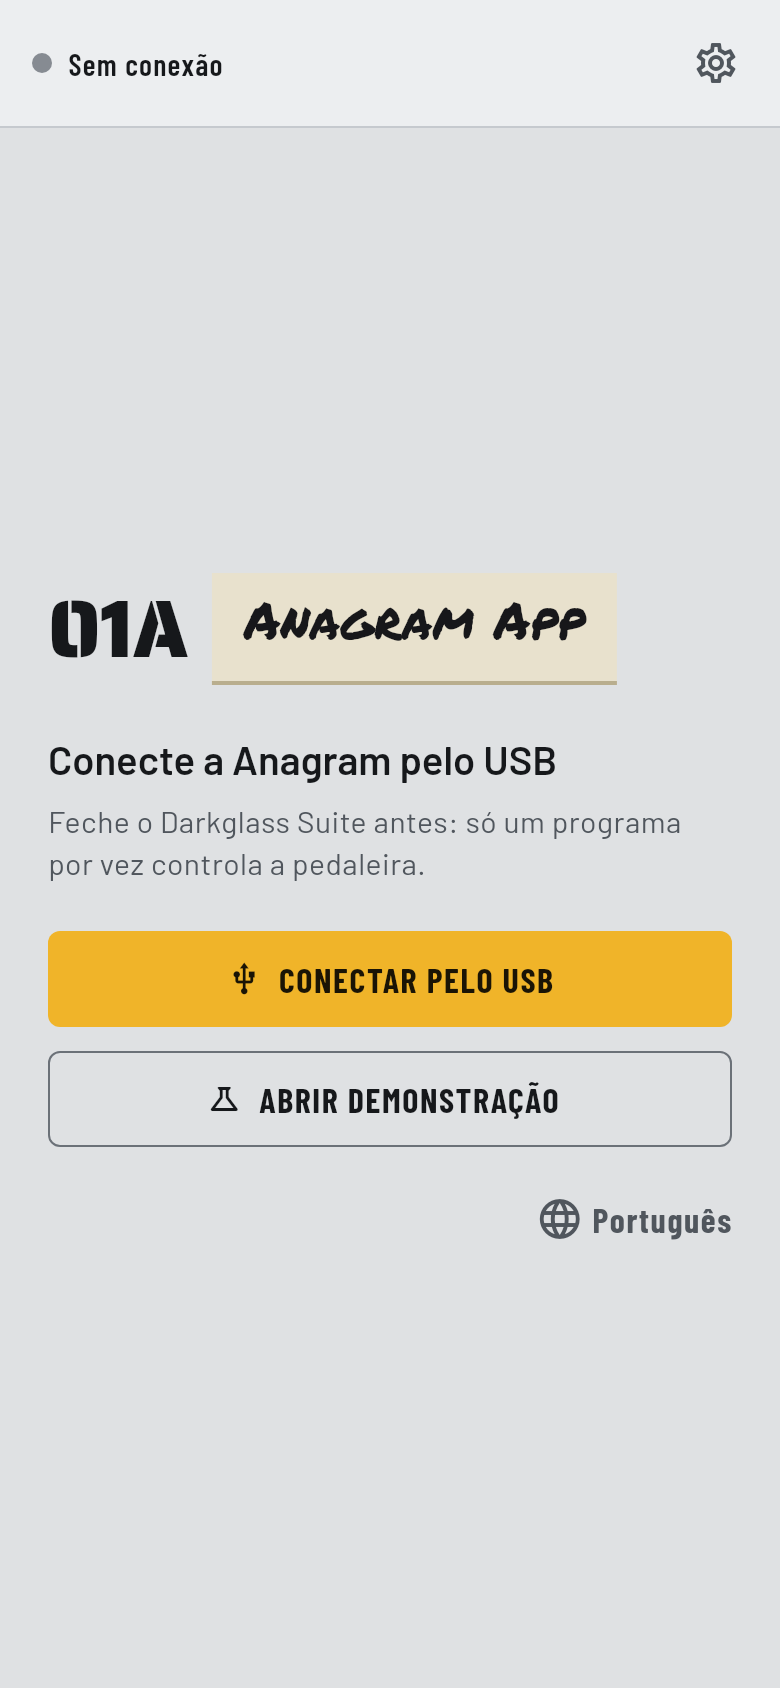 Sem conexão
01A
Anagram App
Conecte a Anagram pelo USB
Feche o Darkglass Suite antes: só um programa
por vez controla a pedaleira.
CONECTAR PELO USB
ABRIR DEMONSTRAÇÃO
Português